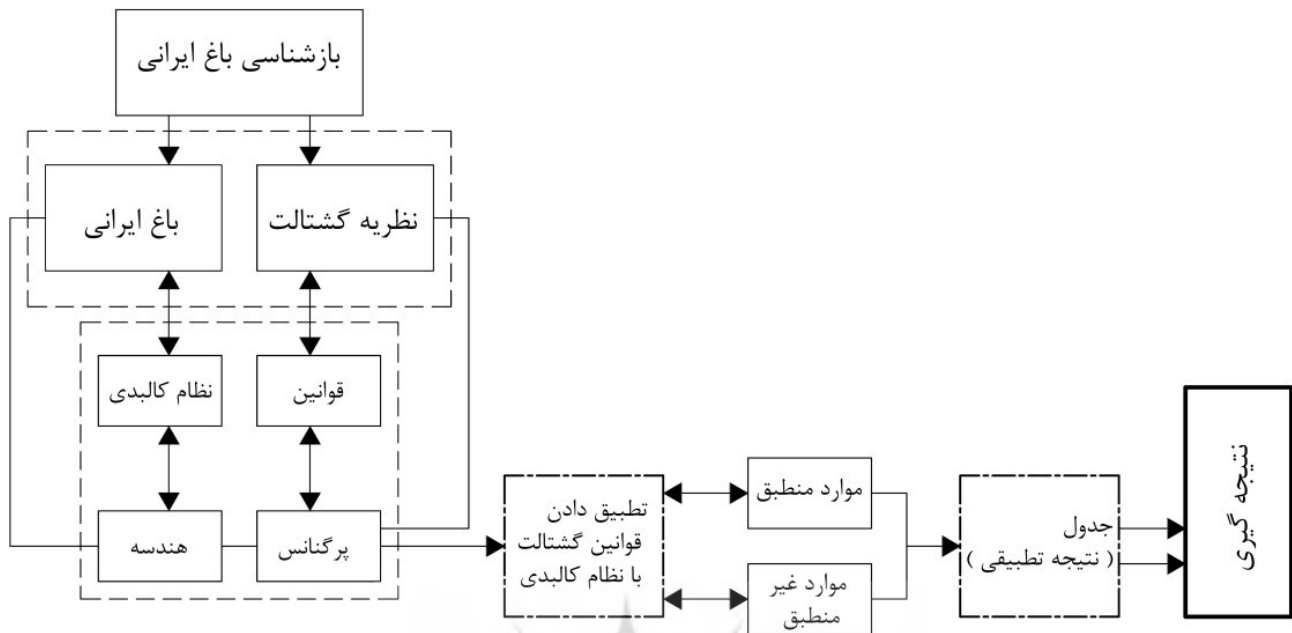 بازشناسی باغ ایرانی
نظریه گشتالت
باغ ایرانی
قوانین
نظام کالبدی
پرگنانس
هندسه
تطبیق دادن
قوانین گشتالت
با نظام کالبدی
موارد منطبق
موارد غیر
منطبق
جدول
( نتیجه تطبیقی )
نتیجه گیری